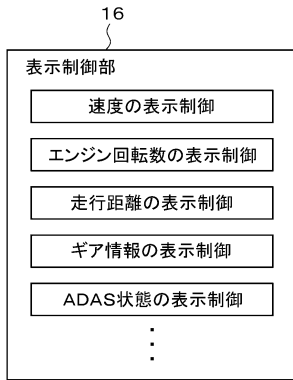 16
表示制御部
速度の表示制御
エンジン回転数の表示制御
走行距離の表示制御
ギア情報の表示制御
ADAS状態の表示制御